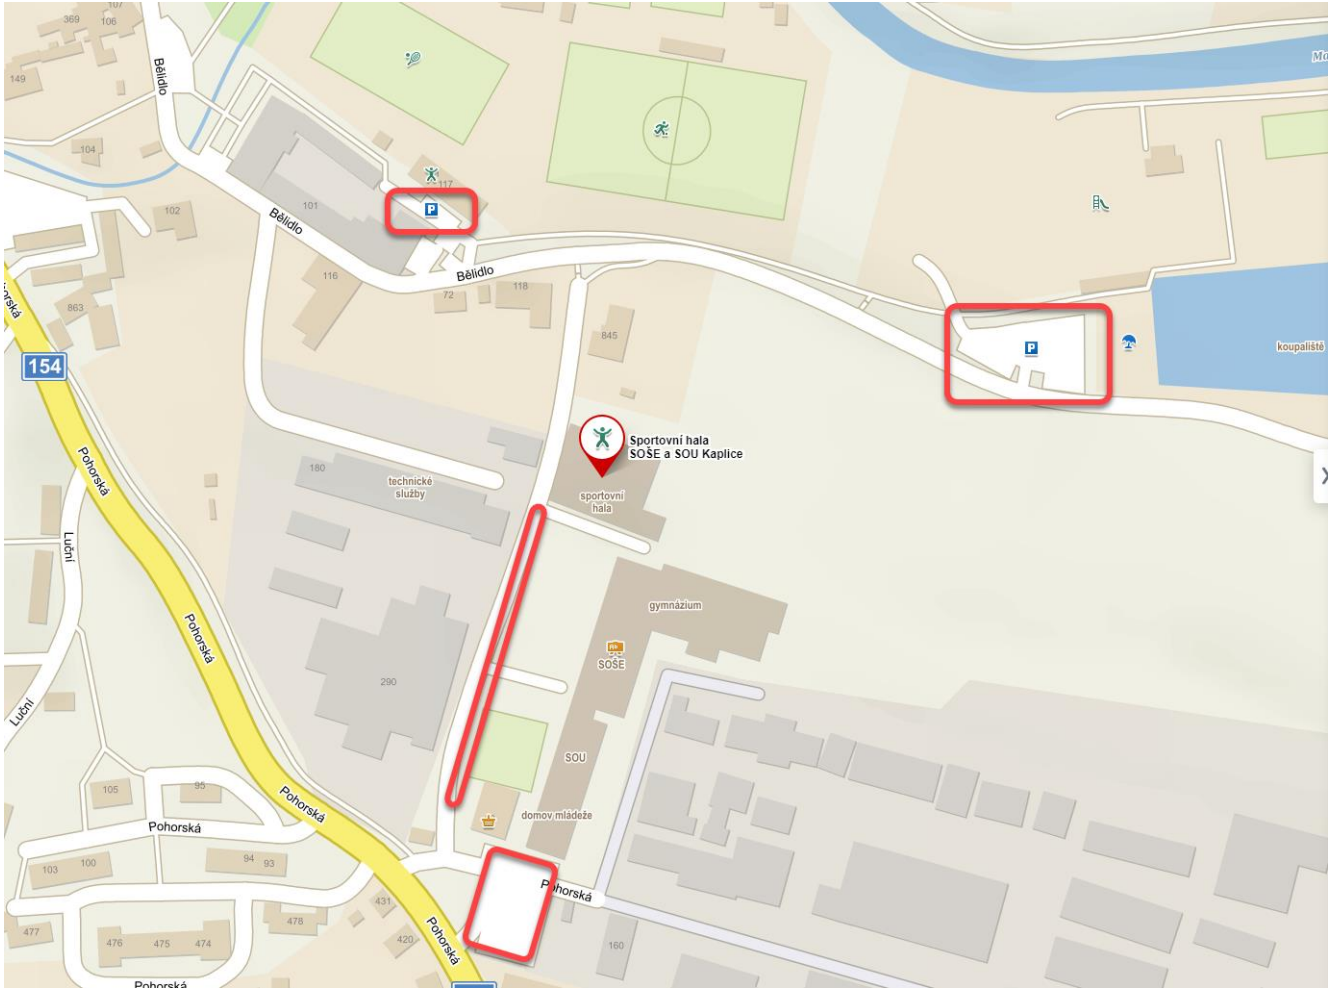 107
369
106
149
Bělidlo
104
117
P
101
102
Bělidlo
Bělidlo
116
72
118
863
845
P
koupaliště
154
Sportovní hala
SOŠE a SOU Kaplice
sportovní
hala
180
technické
služby
Pohorská
Luční
gymnázium
SOŠE
Pohorská
290
Luční
SOU
105
95
Pohorská
domov mládeže
Pohorská
103
100
94
93
Pohorská
431
478
477
476
475
474
420
Pohorská
160
Pohorská